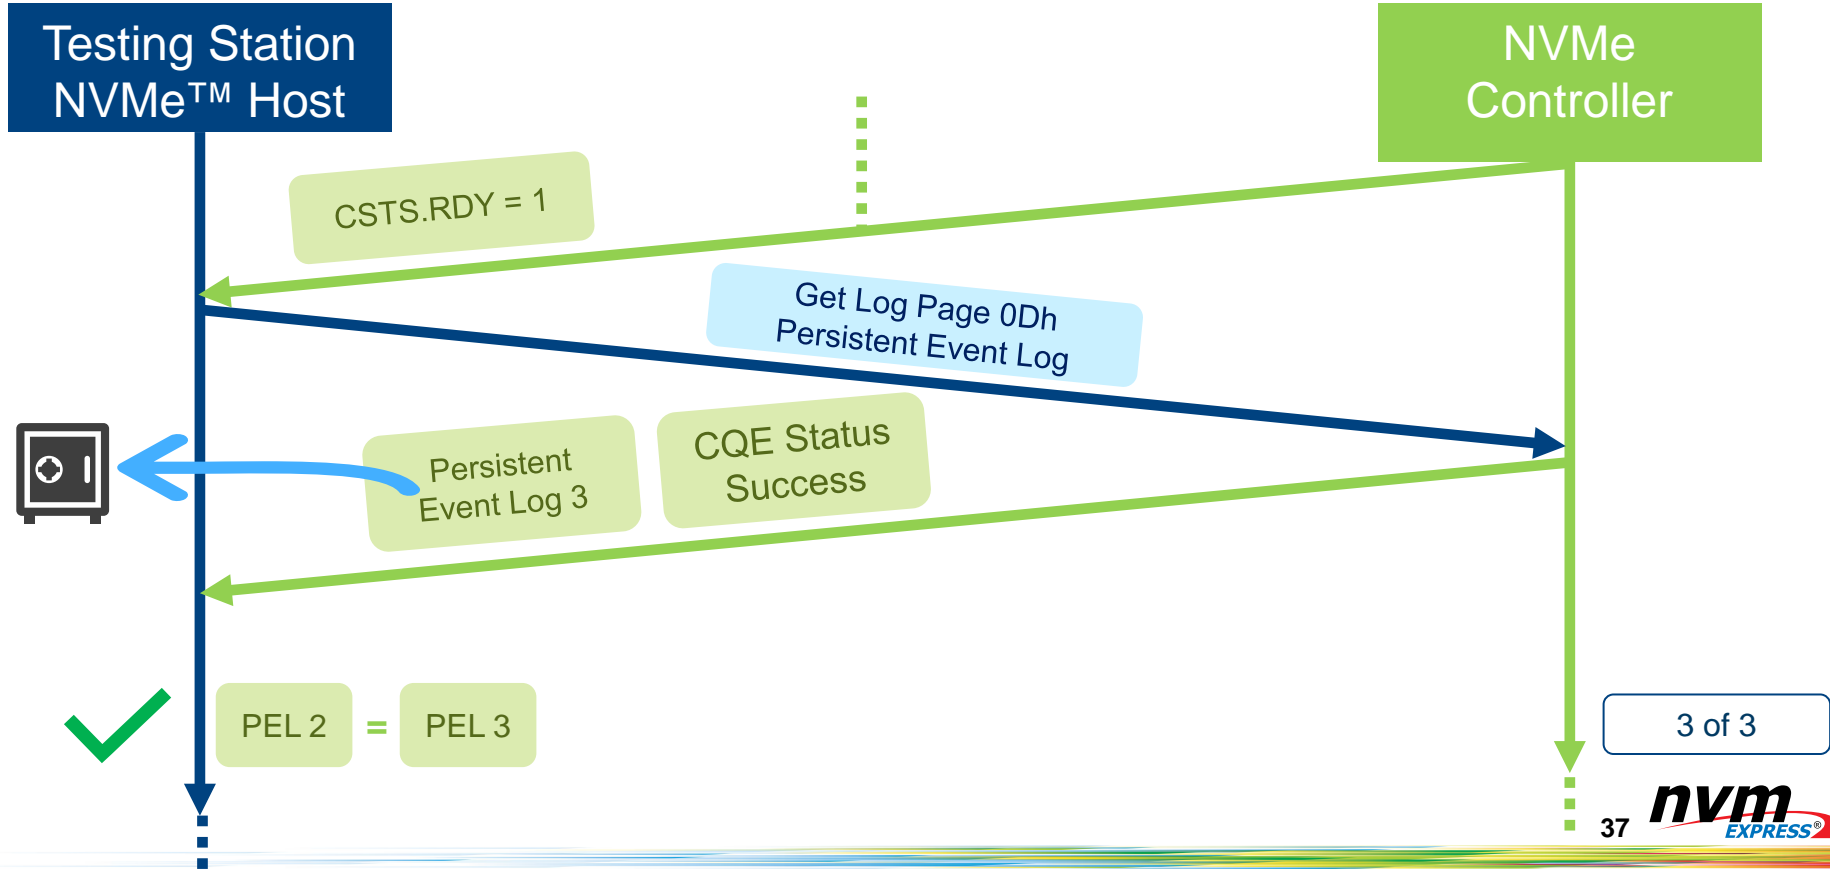 Testing Station
NVMe™ Host
NVMe
Controller
CSTS.RDY = 1
Get Log Page 0Dh
Persistent Event Log
Persistent
Event Log 3
CQE Status
Success
PEL 2
=
PEL 3
3 of 3
37
nvm
EXPRESS®